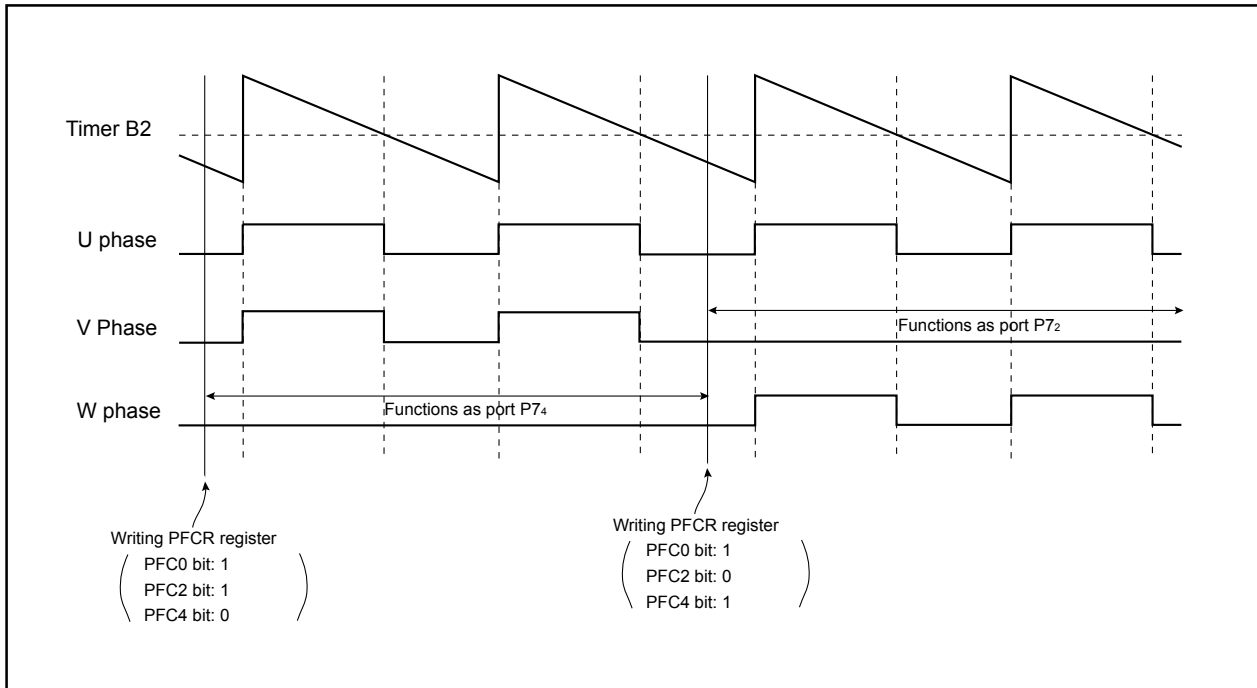 Timer B2
U phase
V Phase
Functions as port P72
W phase
Functions as port P74
Writing PFCR register
PFC0 bit: 1
PFC2 bit: 1
PFC4 bit: 0
Writing PFCR register
PFC0 bit: 1
PFC2 bit: 0
PFC4 bit: 1